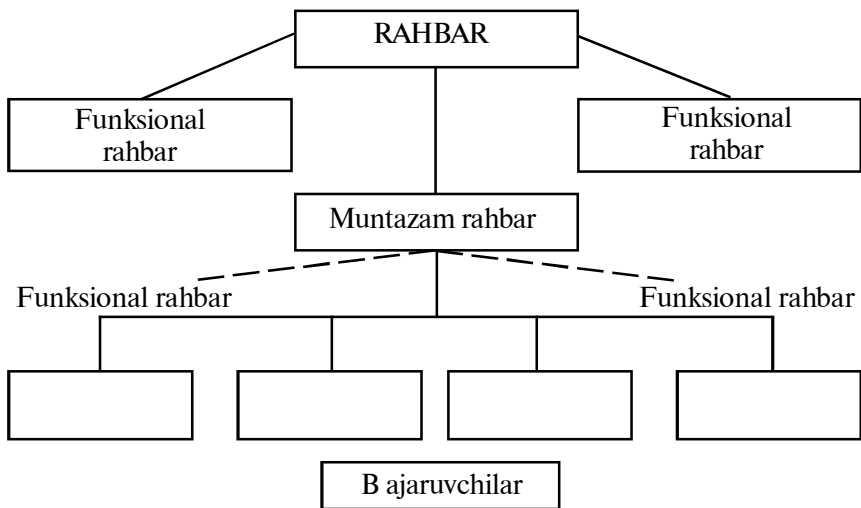 RAHBAR
Funksional
rahbar
Funksional
rahbar
Muntazam rahbar
Funksional rahbar
Funksional rahbar
B ajaruvchilar